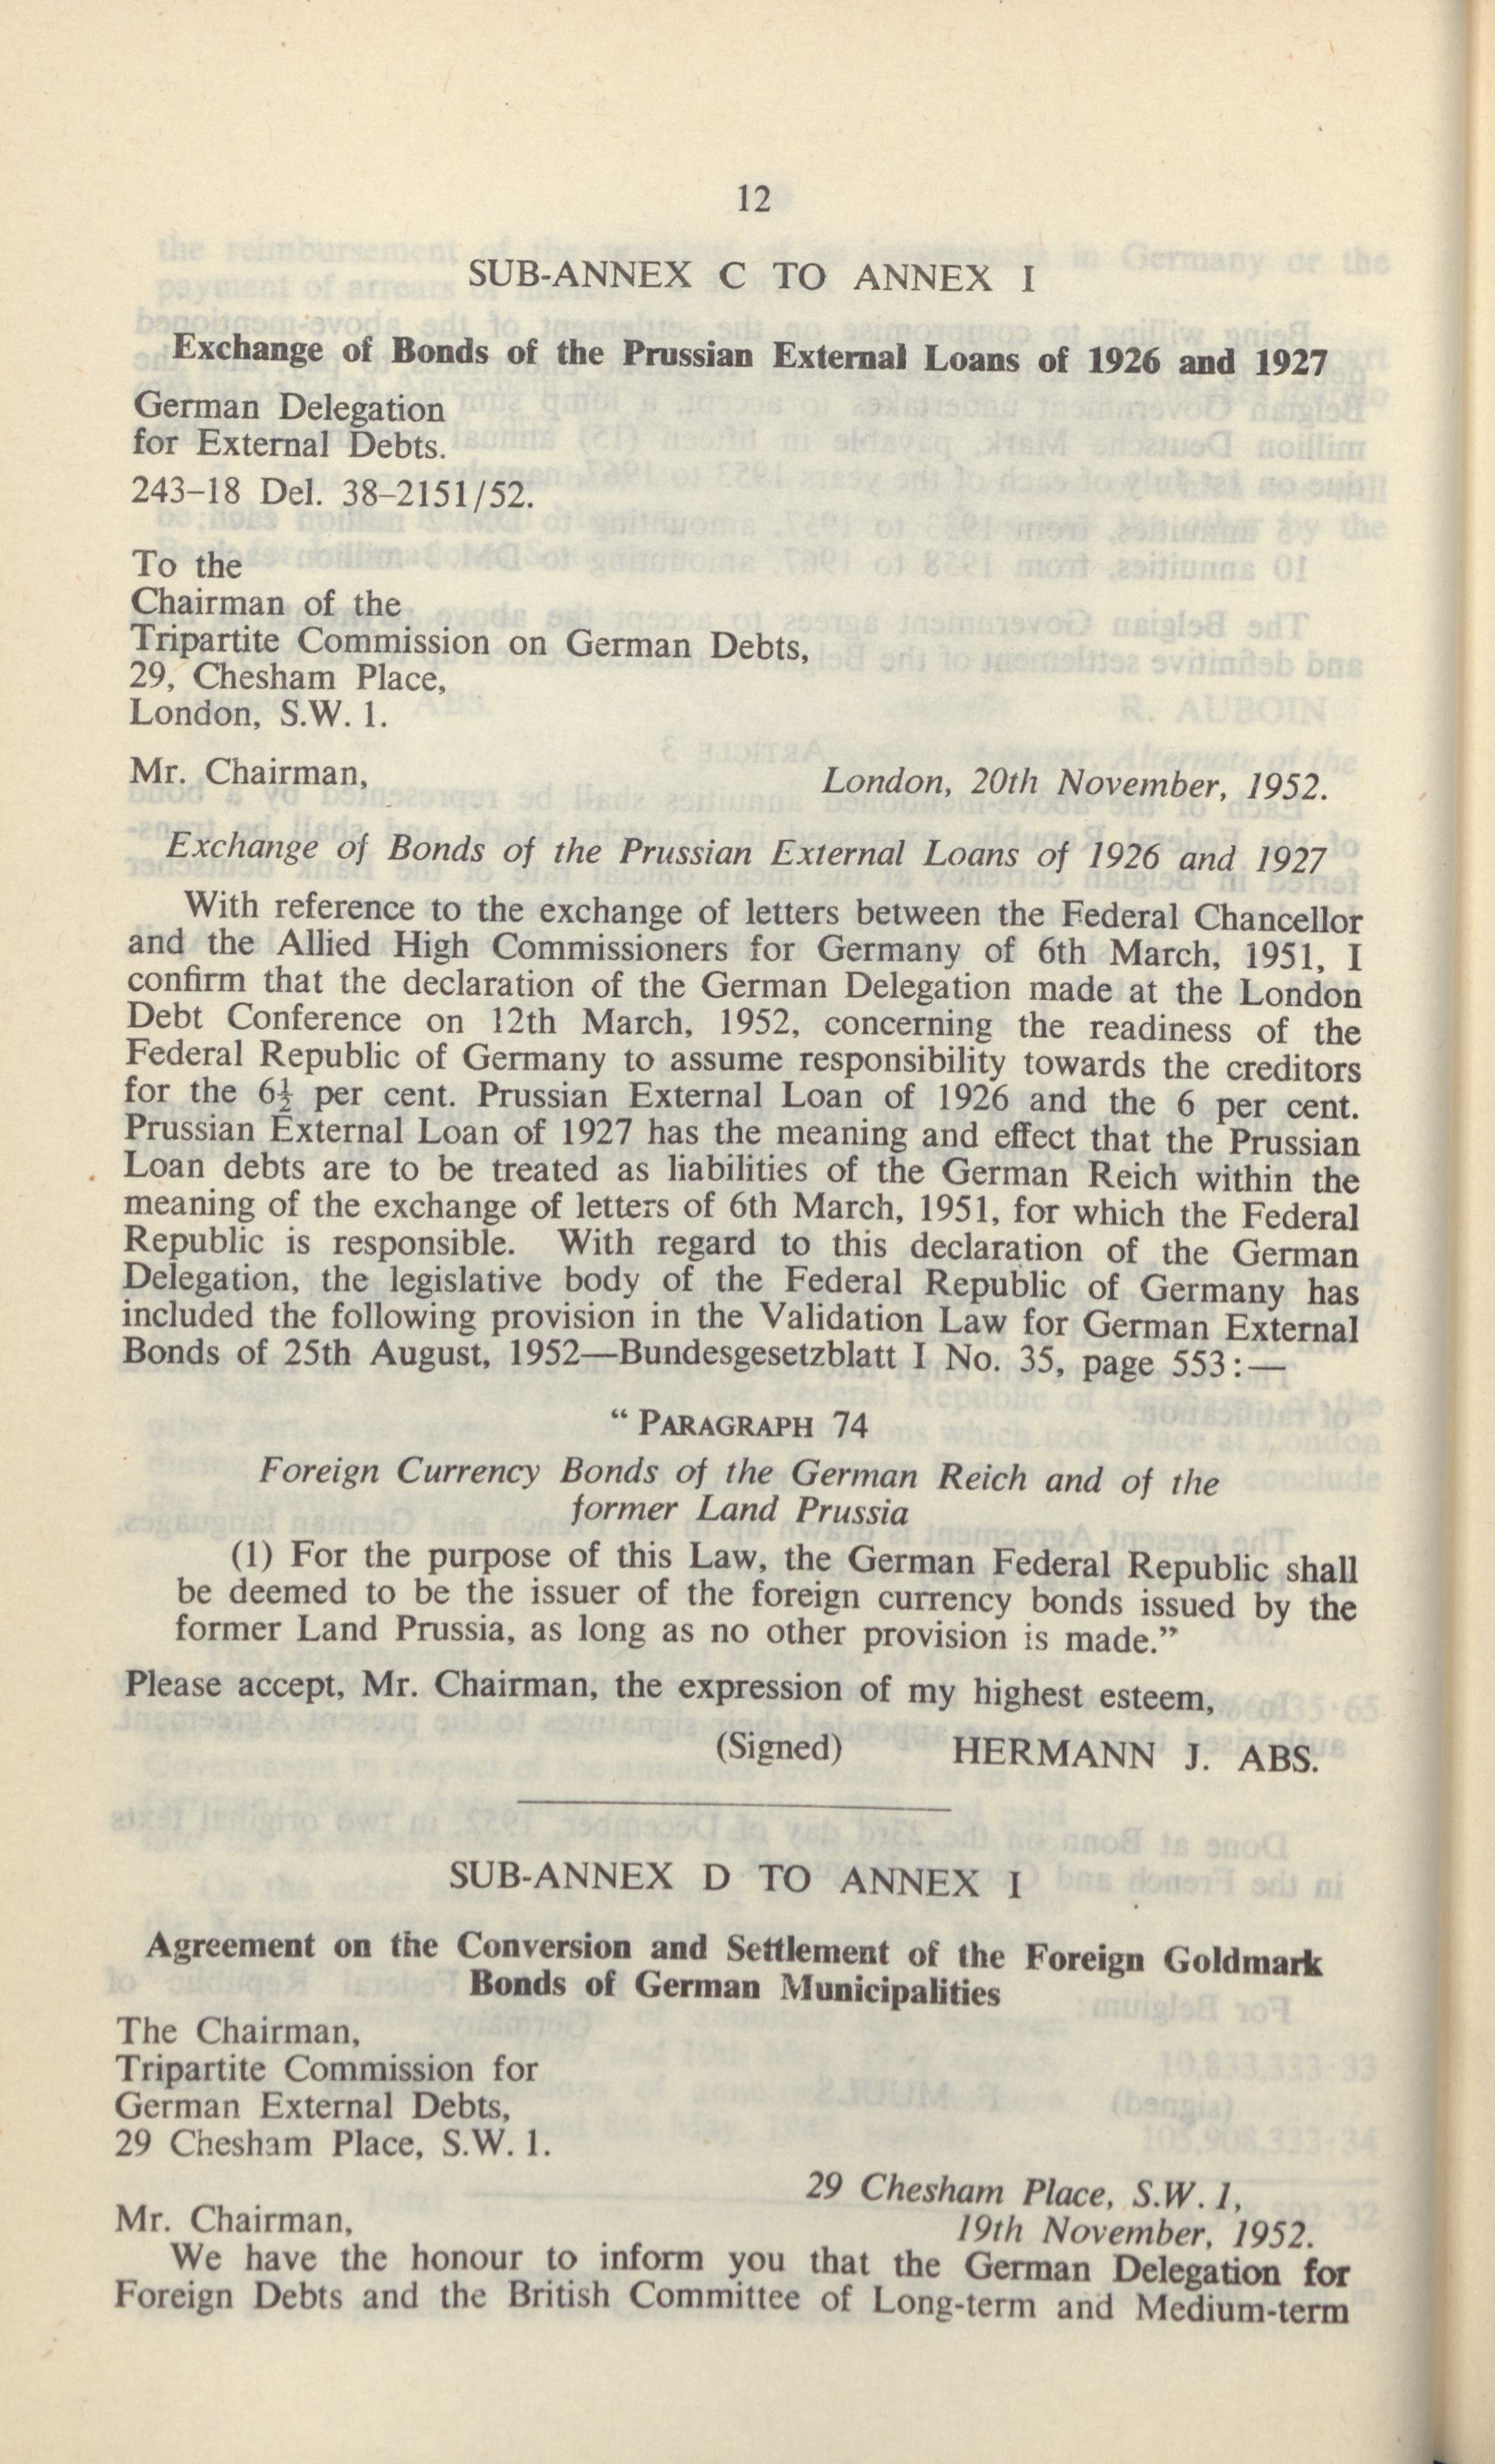 12
SUB-ANNEX C TO ANNEX I
Exchange of Bonds of the Prussian External Loans of 1926 and 1927
German Delegation
for External Debts.
243–18 Del. 38–2151/52.
To the
Chairman of the
Tripartite Commission on German Debts,
29, Chesham Place,
London, S.W. 1.
Mr. Chairman,
London, 20th November, 1952.
Exchange of Bonds of the Prussian External Loans of 1926 and 1927
With reference to the exchange of letters between the Federal Chancellor
and the Allied High Commissioners for Germany of 6th March, 1951, I
confirm that the declaration of the German Delegation made at the London
Debt Conference on 12th March, 1952, concerning the readiness of the
Federal Republic of Germany to assume responsibility towards the creditors
for the 6½ per cent. Prussian External Loan of 1926 and the 6 per cent.
Prussian External Loan of 1927 has the meaning and effect that the Prussian
Loan debts are to be treated as liabilities of the German Reich within the
meaning of the exchange of letters of 6th March, 1951, for which the Federal
Republic is responsible. With regard to this declaration of the German
Delegation, the legislative body of the Federal Republic of Germany has
included the following provision in the Validation Law for German External
Bonds of 25th August, 1952—Bundesgesetzblatt I No. 35, page 553:—
“ PARAGRAPH 74
Foreign Currency Bonds of the German Reich and of the
former Land Prussia
(1) For the purpose of this Law, the German Federal Republic shall
be deemed to be the issuer of the foreign currency bonds issued by the
former Land Prussia, as long as no other provision is made.”
Please accept, Mr. Chairman, the expression of my highest esteem,
(Signed) HERMANN J. ABS.
SUB-ANNEX D TO ANNEX I
Agreement on the Conversion and Settlement of the Foreign Goldmark
Bonds of German Municipalities
The Chairman,
Tripartite Commission for
German External Debts,
29 Chesham Place, S.W. 1.
29 Chesham Place, S.W. 1,
Mr. Chairman,
19th November, 1952.
We have the honour to inform you that the German Delegation for
Foreign Debts and the British Committee of Long-term and Medium-term